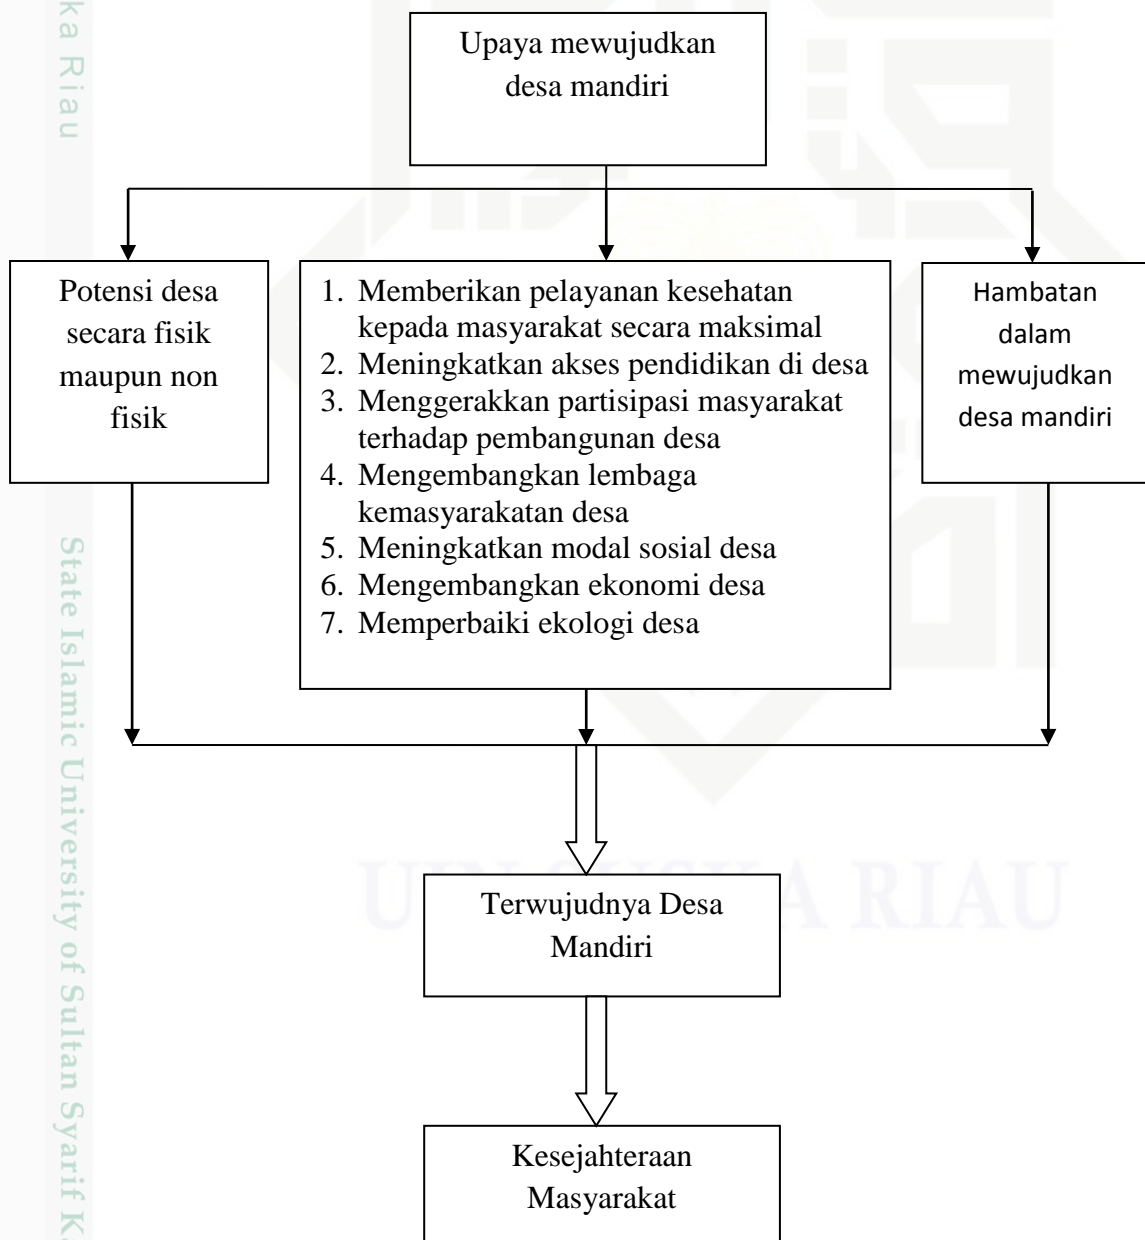 ka Riau
Upaya mewujudkan
desa mandiri
Potensi desa
secara fisik
maupun non
fisik
1. Memberikan pelayanan kesehatan
kepada masyarakat secara maksimal
2. Meningkatkan akses pendidikan di desa
3. Menggerakkan partisipasi masyarakat
terhadap pembangunan desa
4. Mengembangkan lembaga
kemasyarakatan desa
5. Meningkatkan modal sosial desa
6. Mengembangkan ekonomi desa
7. Memperbaiki ekologi desa
Hambatan
dalam
mewujudkan
desa mandiri
State Islamic University of Sultan Syarif K
UIN SUSKA RIAU
Terwujudnya Desa
Mandiri
Kesejahteraan
Masyarakat